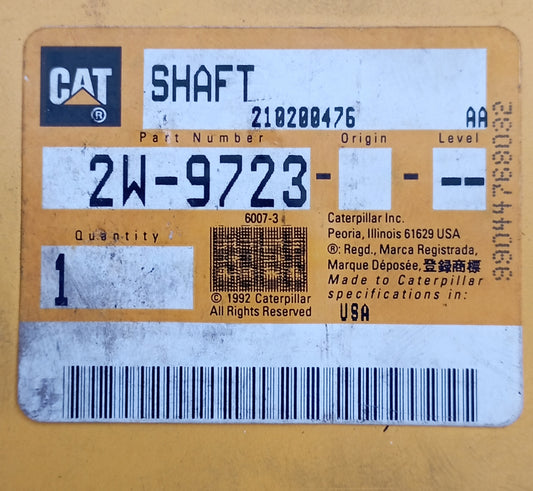 CAT ®
SHAFT
210200476 AA
Part Number Origin Level
2W-9723- - --
Quantity
1
6007-3
© 1992 Caterpillar
All Rights Reserved
Caterpillar Inc.
Peoria, Illinois 61629 USA
®: Regd., Marca Registrada,
Marque Déposée, 登録商標
Made to Caterpillar
specifications in:
USA
99044768032